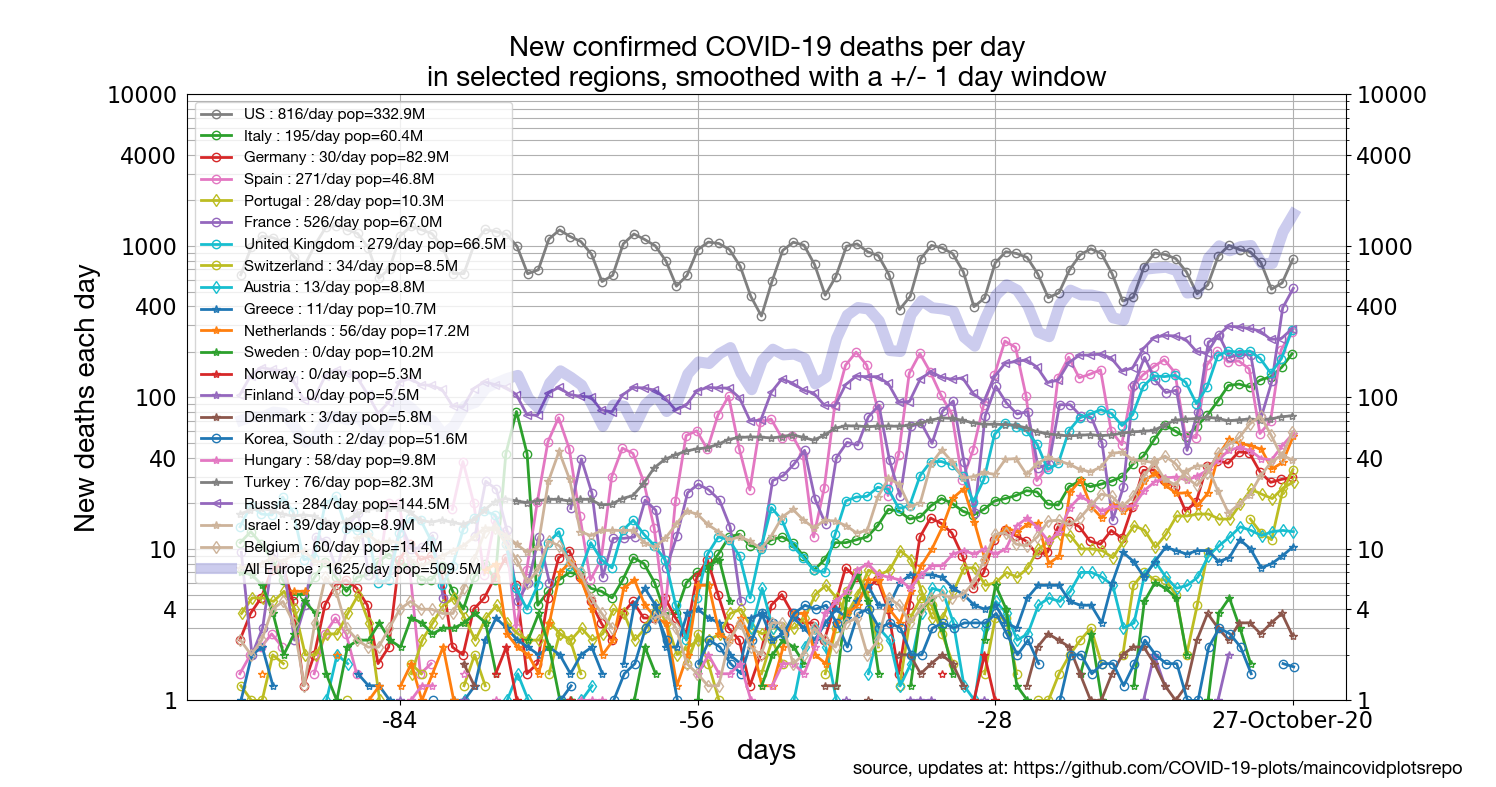 New confirmed COVID-19 deaths per day
in selected regions, smoothed with a +/- 1 day window
10000
4000
1000
400
100
40
10
4
1
New deaths each day
US : 816/day pop=332.9M
Italy : 195/day pop=60.4M
Germany : 30/day pop=82.9M
Spain : 271/day pop=46.8M
Portugal : 28/day pop=10.3M
France : 526/day pop=67.0M
United Kingdom : 279/day pop=66.5M
Switzerland : 34/day pop=8.5M
Austria : 13/day pop=8.8M
Greece : 11/day pop=10.7M
Netherlands : 56/day pop=17.2M
Sweden : 0/day pop=10.2M
Norway : 0/day pop=5.3M
Finland : 0/day pop=5.5M
Denmark : 3/day pop=5.8M
Korea, South : 2/day pop=51.6M
Hungary : 58/day pop=9.8M
Turkey : 76/day pop=82.3M
Russia : 284/day pop=144.5M
Israel : 39/day pop=8.9M
Belgium : 60/day pop=11.4M
All Europe : 1625/day pop=509.5M
10000
4000
1000
400
100
40
10
4
1
-84
-56
-28
27-October-20
days
source, updates at: https://github.com/COVID-19-plots/maincovidplotsrepo